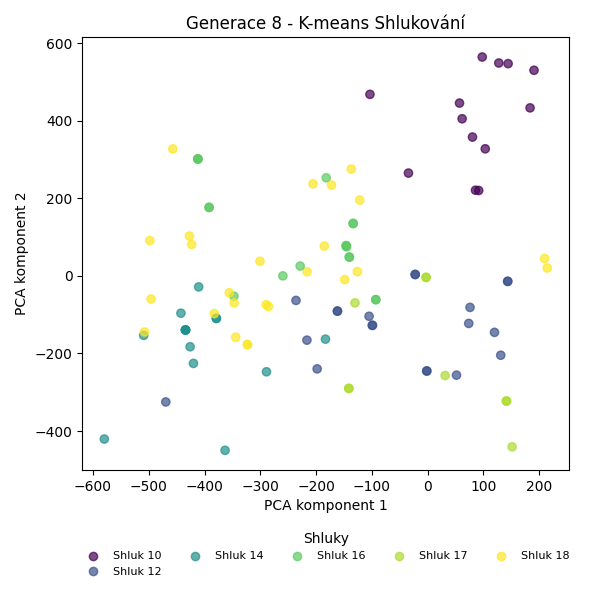 Generace 8 - K-means Shlukování
600
400
200
0
−200
−400
PCA komponent 2
−600 −500 −400 −300 −200 −100 0 100 200
PCA komponent 1
Shluky
Shluk 10 Shluk 14 Shluk 16 Shluk 17 Shluk 18
Shluk 12